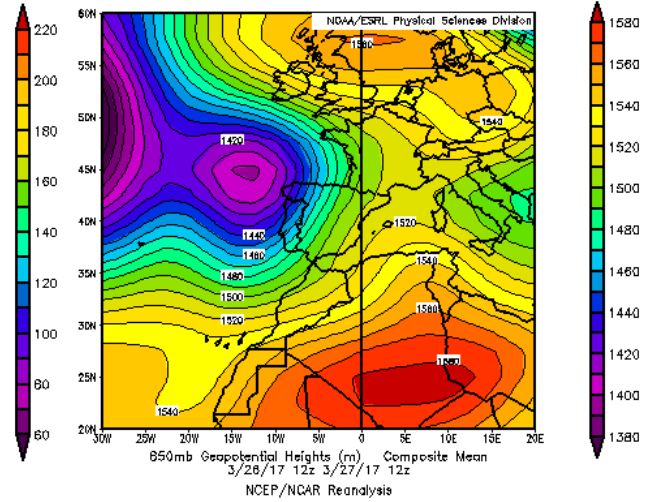 NOAA/ESRL Physical Sciences Division
60N
55N
50N
45N
40N
35N
30N
25N
20N
30W
25W
20W
15W
10W
5W
0
5E
10E
15E
20E
220
200
180
160
140
120
100
80
60
1580
1560
1540
1520
1500
1480
1460
1440
1420
1400
1380
1560
1420
1540
1520
1440
1460
1480
1500
1520
1540
1540
1560
1580
850mb Geopotential Heights (m) Composite Mean
3/26/17 12z 3/27/17 12z
NCEP/NCAR Reanalysis